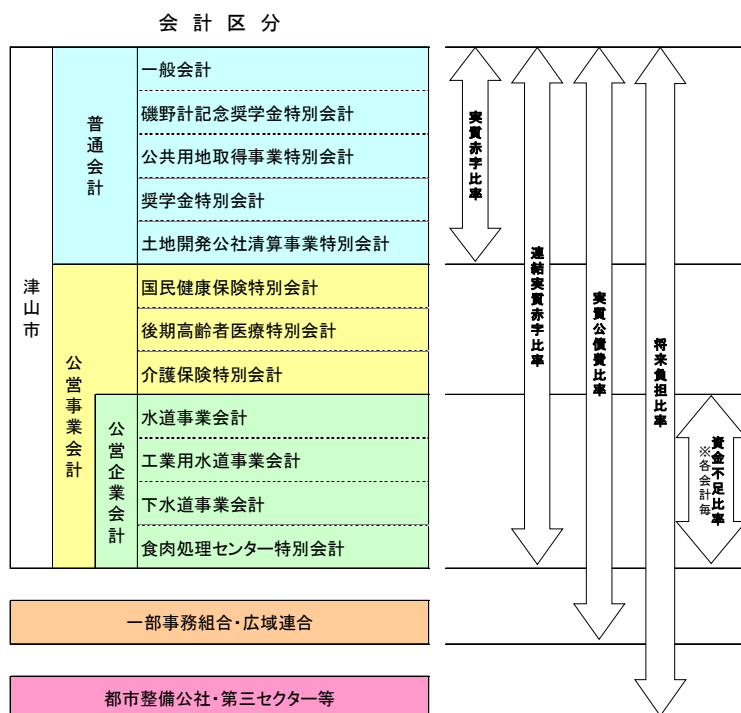 会計区分
津山市
普通会計
一般会計
磯野計記念奨学金特別会計
公共用地取得事業特別会計
奨学金特別会計
土地開発公社清算事業特別会計
公営事業会計
国民健康保険特別会計
後期高齢者医療特別会計
介護保険特別会計
公営企業会計
水道事業会計
工業用水道事業会計
下水道事業会計
食肉処理センター特別会計
一部事務組合・広域連合
都市整備公社・第三セクター等
実質赤字比率
連結実質赤字比率
実質公債費比率
将来負担比率
資金不足比率
※各会計毎